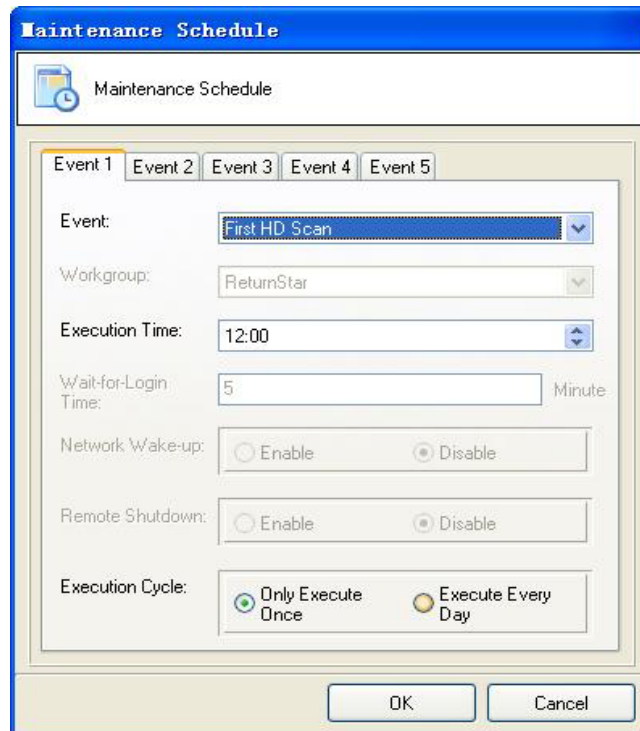 Maintenance Schedule
Maintenance Schedule
Event 1 Event 2 Event 3 Event 4 Event 5
Event: First HD Scan
Workgroup: ReturnStar
Execution Time: 12:00
Wait-for-Login
Time: 5 Minute
Network Wake-up: Enable Disable
Remote Shutdown: Enable Disable
Execution Cycle: Only Execute Once Execute Every Day
OK Cancel